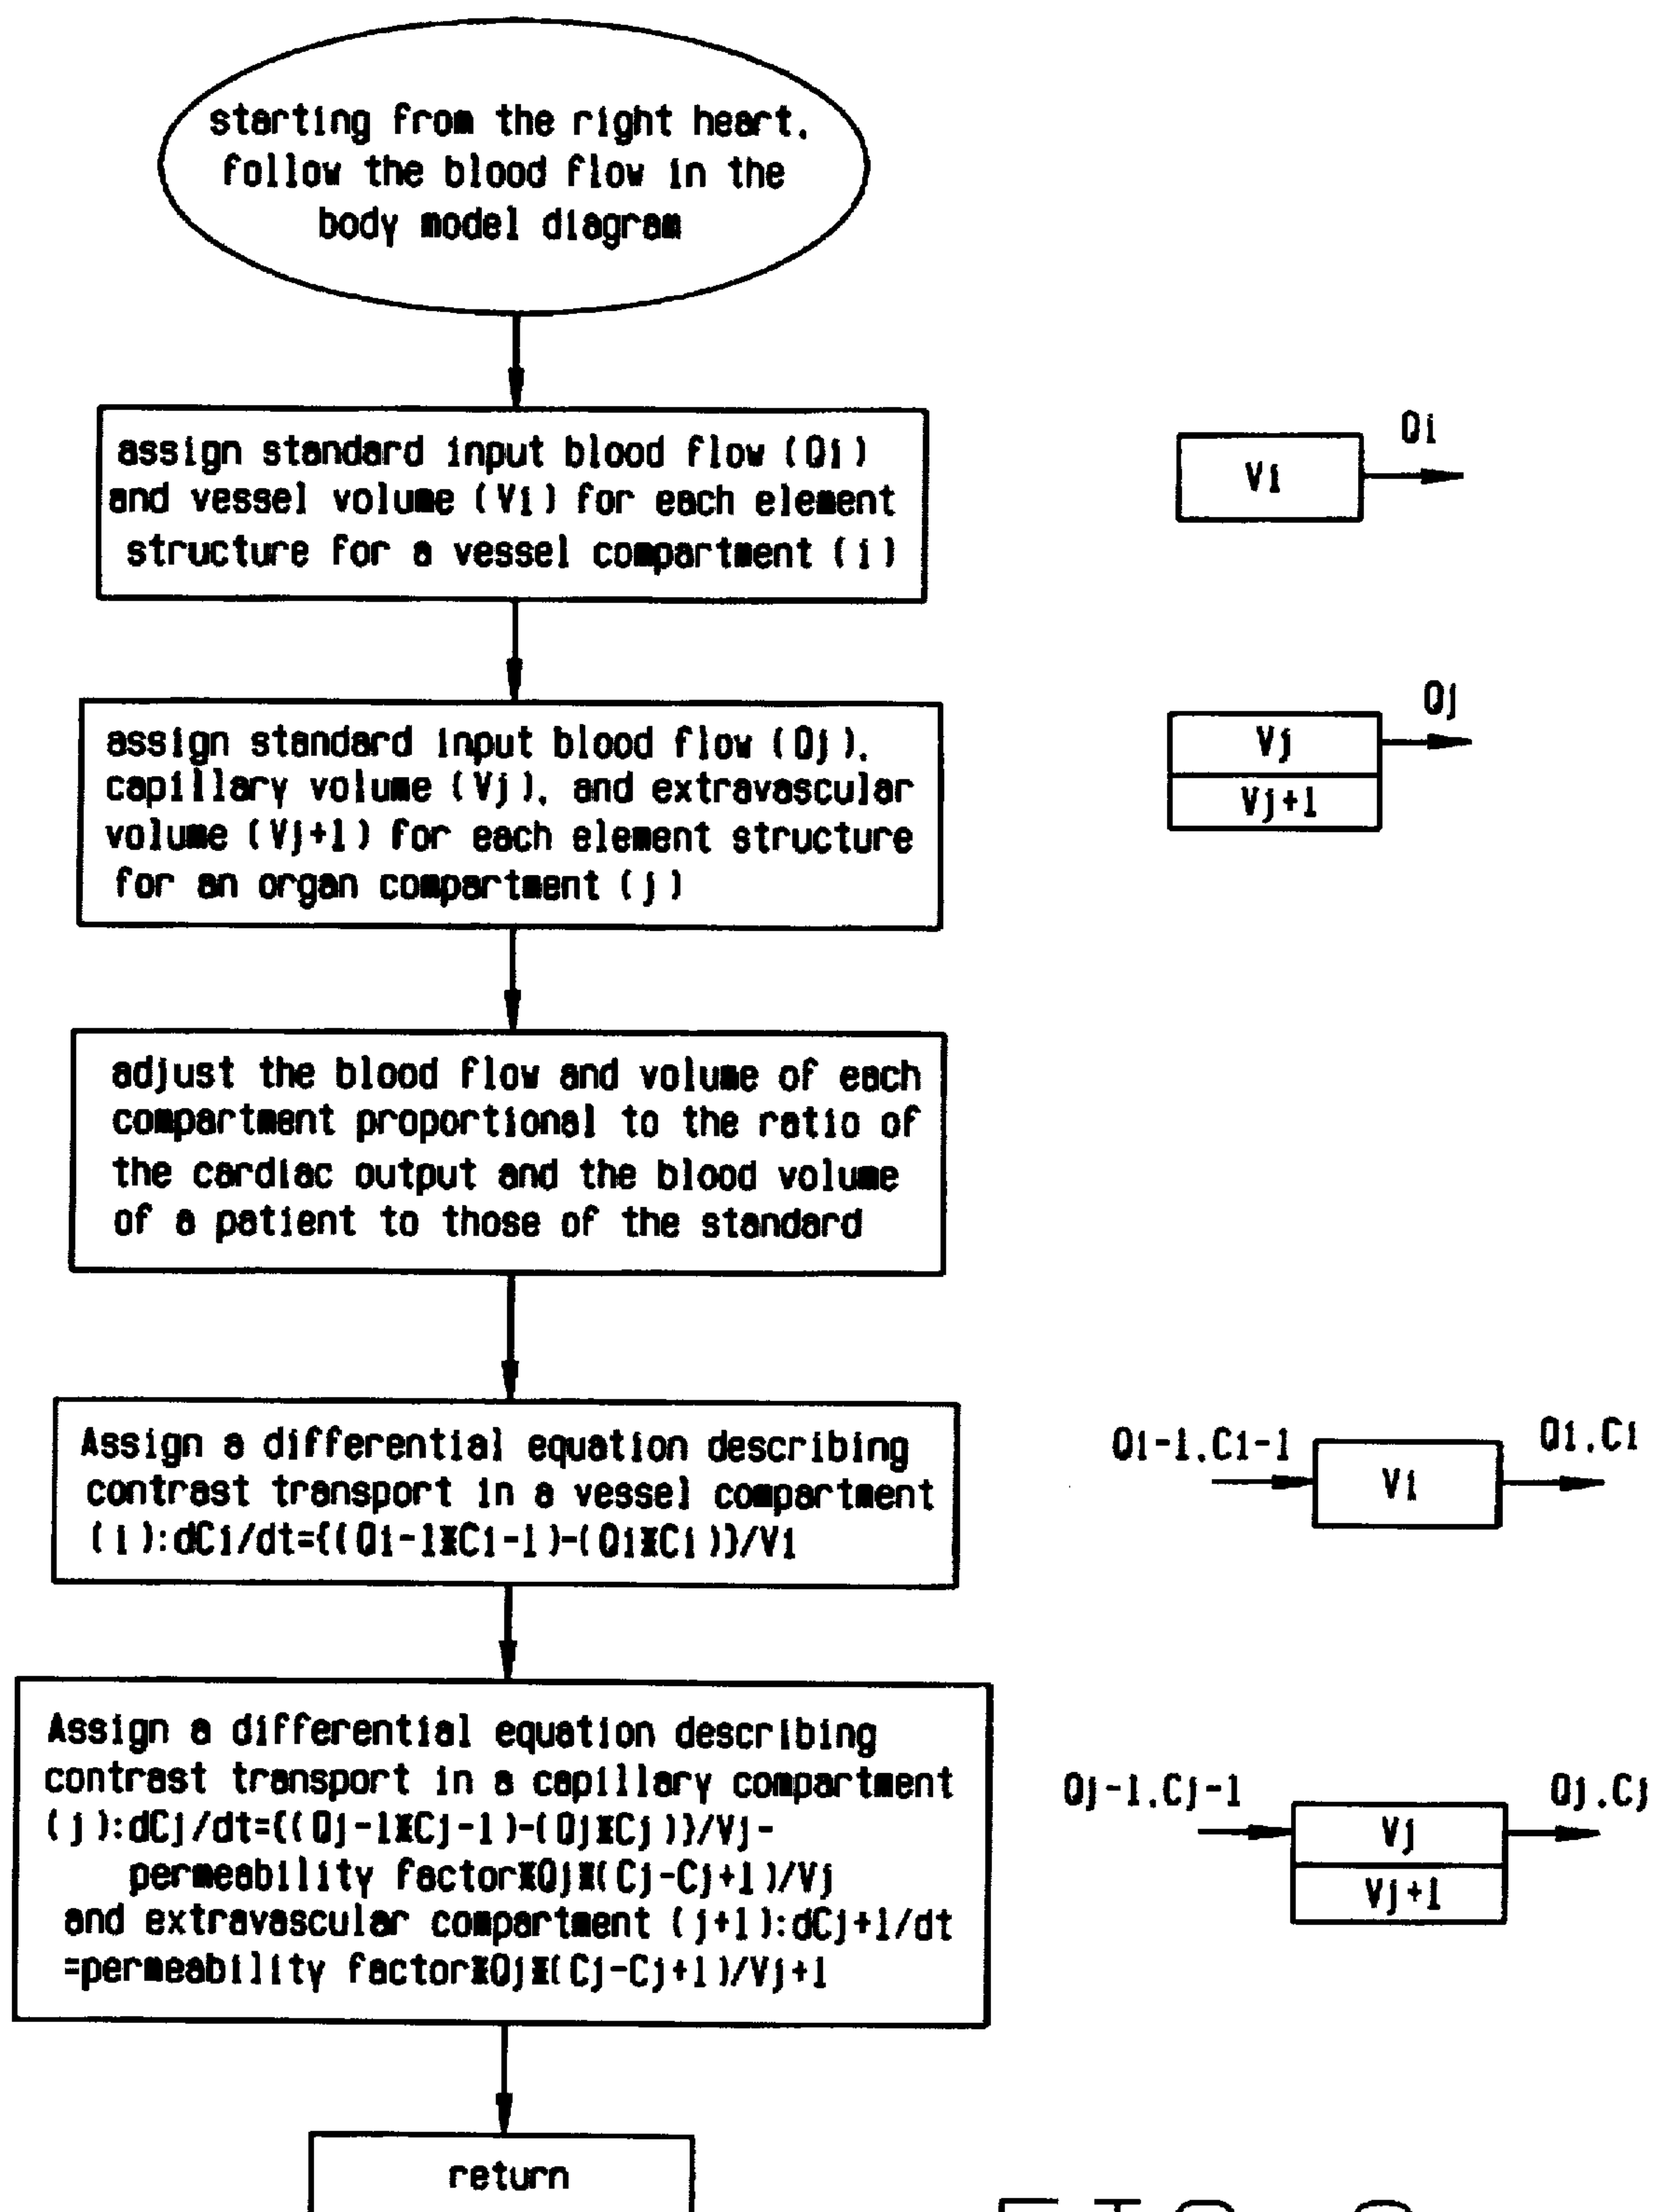 starting from the right heart,
follow the blood flow in the
body model diagram
assign standard input blood flow (Qi)
and vessel volume (Vi) for each element
structure for a vessel compartment (i)
Qi
Vi
assign standard input blood flow (Qj),
capillary volume (Vj), and extravascular
volume (Vj+1) for each element structure
for an organ compartment (j)
Qj
Vj
Vj+1
adjust the blood flow and volume of each
compartment proportional to the ratio of
the cardiac output and the blood volume
of a patient to those of the standard
Assign a differential equation describing
contrast transport in a vessel compartment
(i):dCi/dt={(Qi-1*Ci-1)-(Qi*Ci)}/Vi
Qi-1,Ci-1
Vi
Qi,Ci
Assign a differential equation describing
contrast transport in a capillary compartment
(j):dCj/dt={(Qj-1*Cj-1)-(Qj*Cj)}/Vj-
permeability factor*Qj*(Cj-Cj+1)/Vj
and extravascular compartment (j+1):dCj+1/dt
=permeability factor*Qj*(Cj-Cj+1)/Vj+1
Qj-1,Cj-1
Vj
Vj+1
Qj,Cj
return